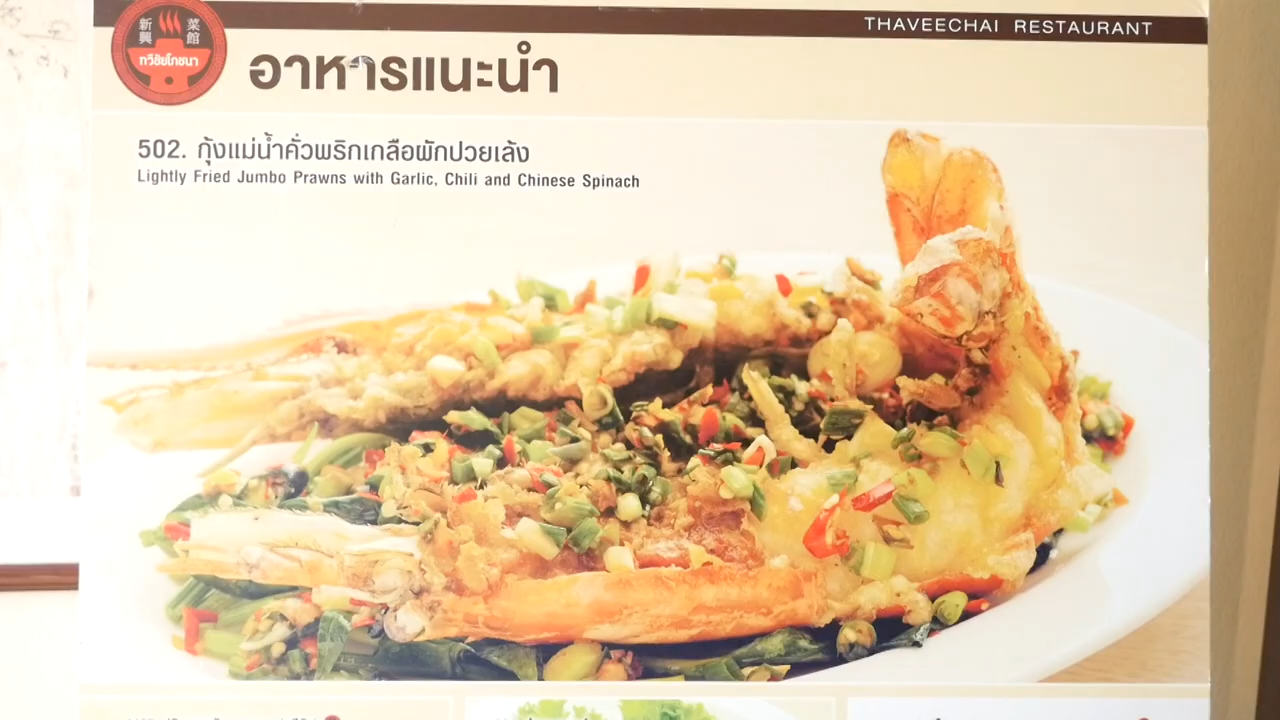 THAVEECHAI RESTAURANT
新興 菜館
ทวีชัยโภชนา
อาหารแนะนำ
502. กุ้งแม่น้ำคั่วพริกเกลือผักปวยเล้ง
Lightly Fried Jumbo Prawns with Garlic, Chili and Chinese Spinach